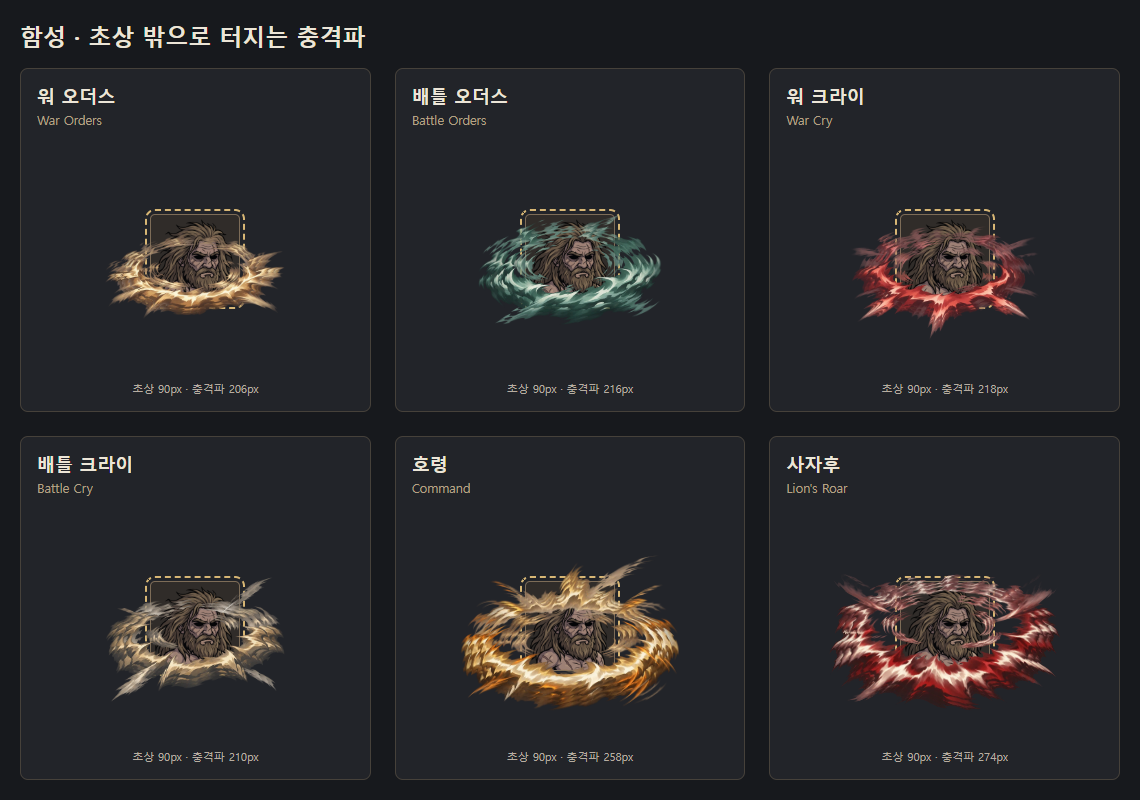 함성 · 초상 밖으로 터지는 충격파
워 오더스
War Orders
초상 90px · 충격파 206px
배틀 오더스
Battle Orders
초상 90px · 충격파 216px
워 크라이
War Cry
초상 90px · 충격파 218px
배틀 크라이
Battle Cry
초상 90px · 충격파 210px
호령
Command
초상 90px · 충격파 258px
사자후
Lion's Roar
초상 90px · 충격파 274px